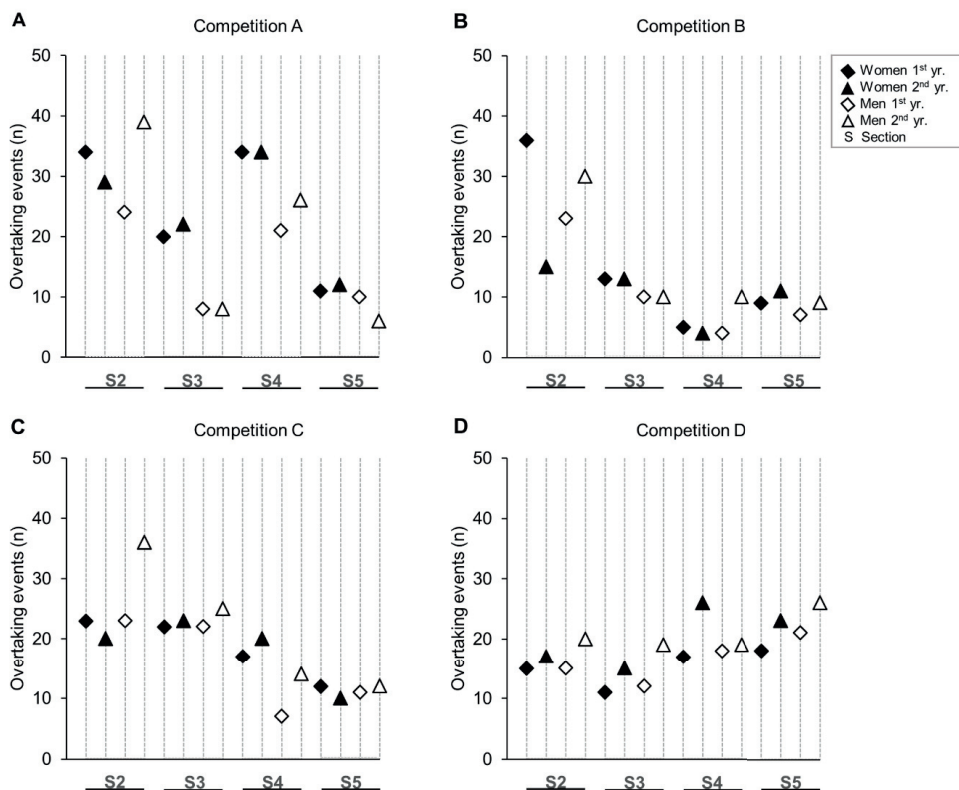 A
Competition A
Overtaking events (n)
50
40
30
20
10
0
S2 S3 S4 S5
B
Competition B
Overtaking events (n)
50
40
30
20
10
0
S2 S3 S4 S5
Women 1st yr.
Women 2nd yr.
Men 1st yr.
Men 2nd yr.
S Section
C
Competition C
Overtaking events (n)
50
40
30
20
10
0
S2 S3 S4 S5
D
Competition D
Overtaking events (n)
50
40
30
20
10
0
S2 S3 S4 S5